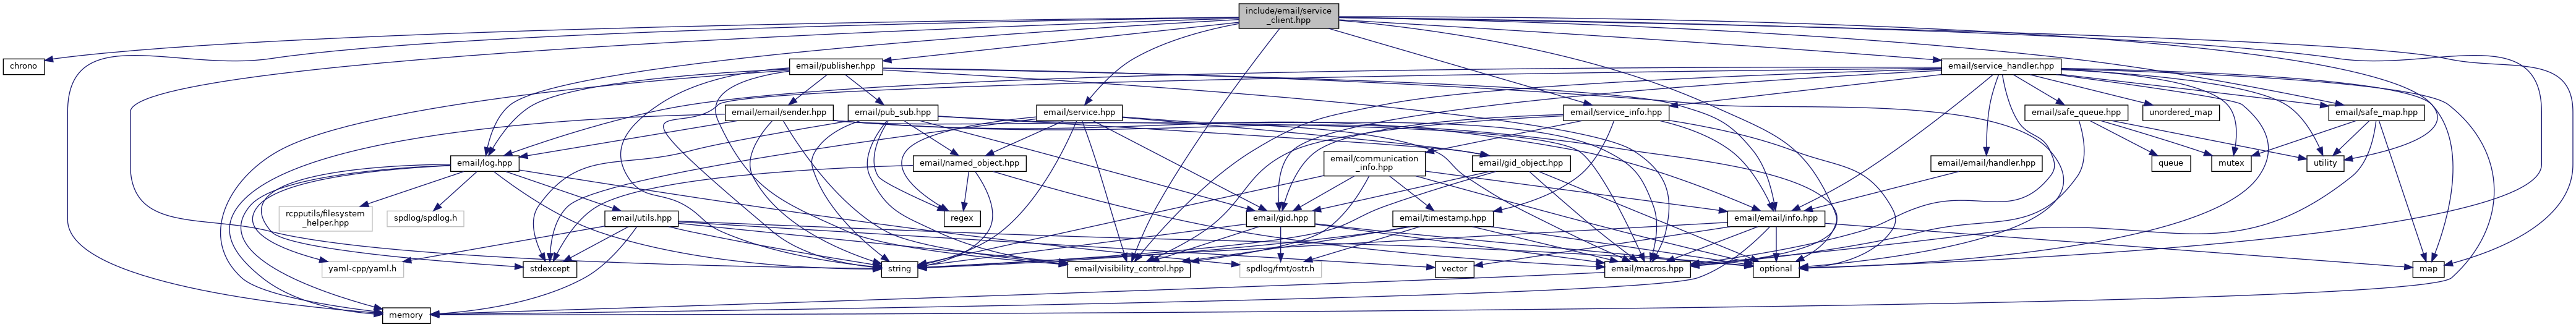 include/email/service
_client.hpp
chrono
email/publisher.hpp
email/service_handler.hpp
email/email/sender.hpp
email/pub_sub.hpp
email/service.hpp
email/service_info.hpp
email/safe_queue.hpp
unordered_map
email/safe_map.hpp
email/log.hpp
email/named_object.hpp
email/communication
_info.hpp
email/gid_object.hpp
email/email/handler.hpp
queue
mutex
utility
rcpputils/filesystem
_helper.hpp
spdlog/spdlog.h
email/utils.hpp
regex
email/gid.hpp
email/timestamp.hpp
email/email/info.hpp
yaml-cpp/yaml.h
stdexcept
string
email/visibility_control.hpp
spdlog/fmt/ostr.h
vector
email/macros.hpp
optional
map
memory